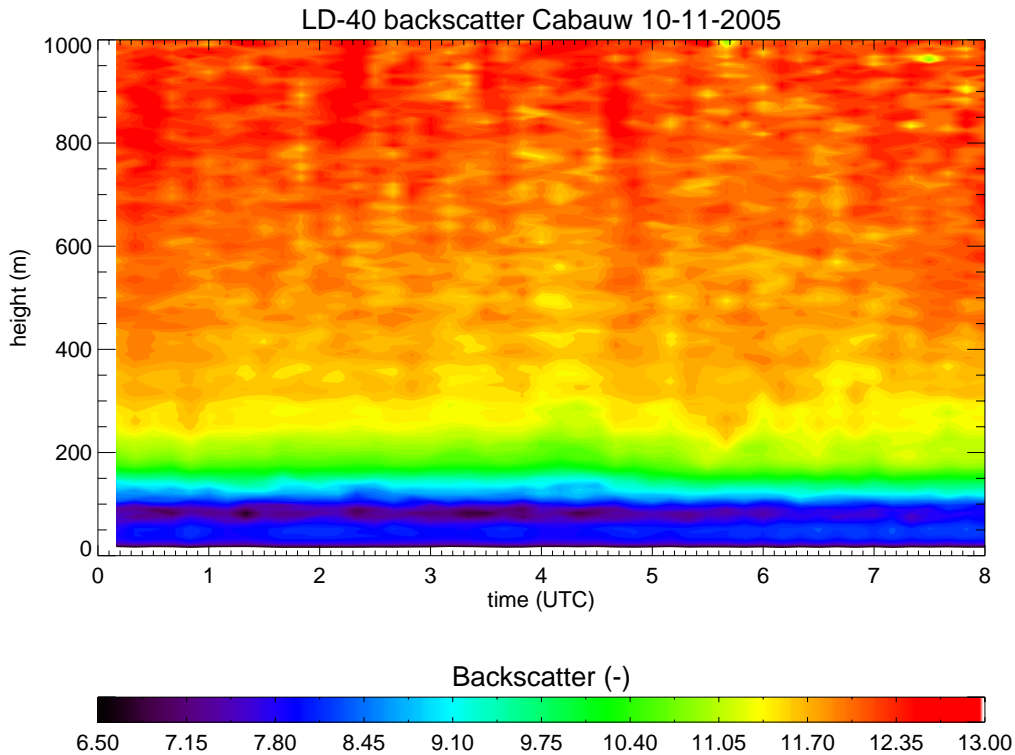 LD-40 backscatter Cabauw 10-11-2005
1000
800
600
400
200
0
height (m)
0 1 2 3 4 5 6 7 8
time (UTC)
Backscatter (-)
6.50 7.15 7.80 8.45 9.10 9.75 10.40 11.05 11.70 12.35 13.00